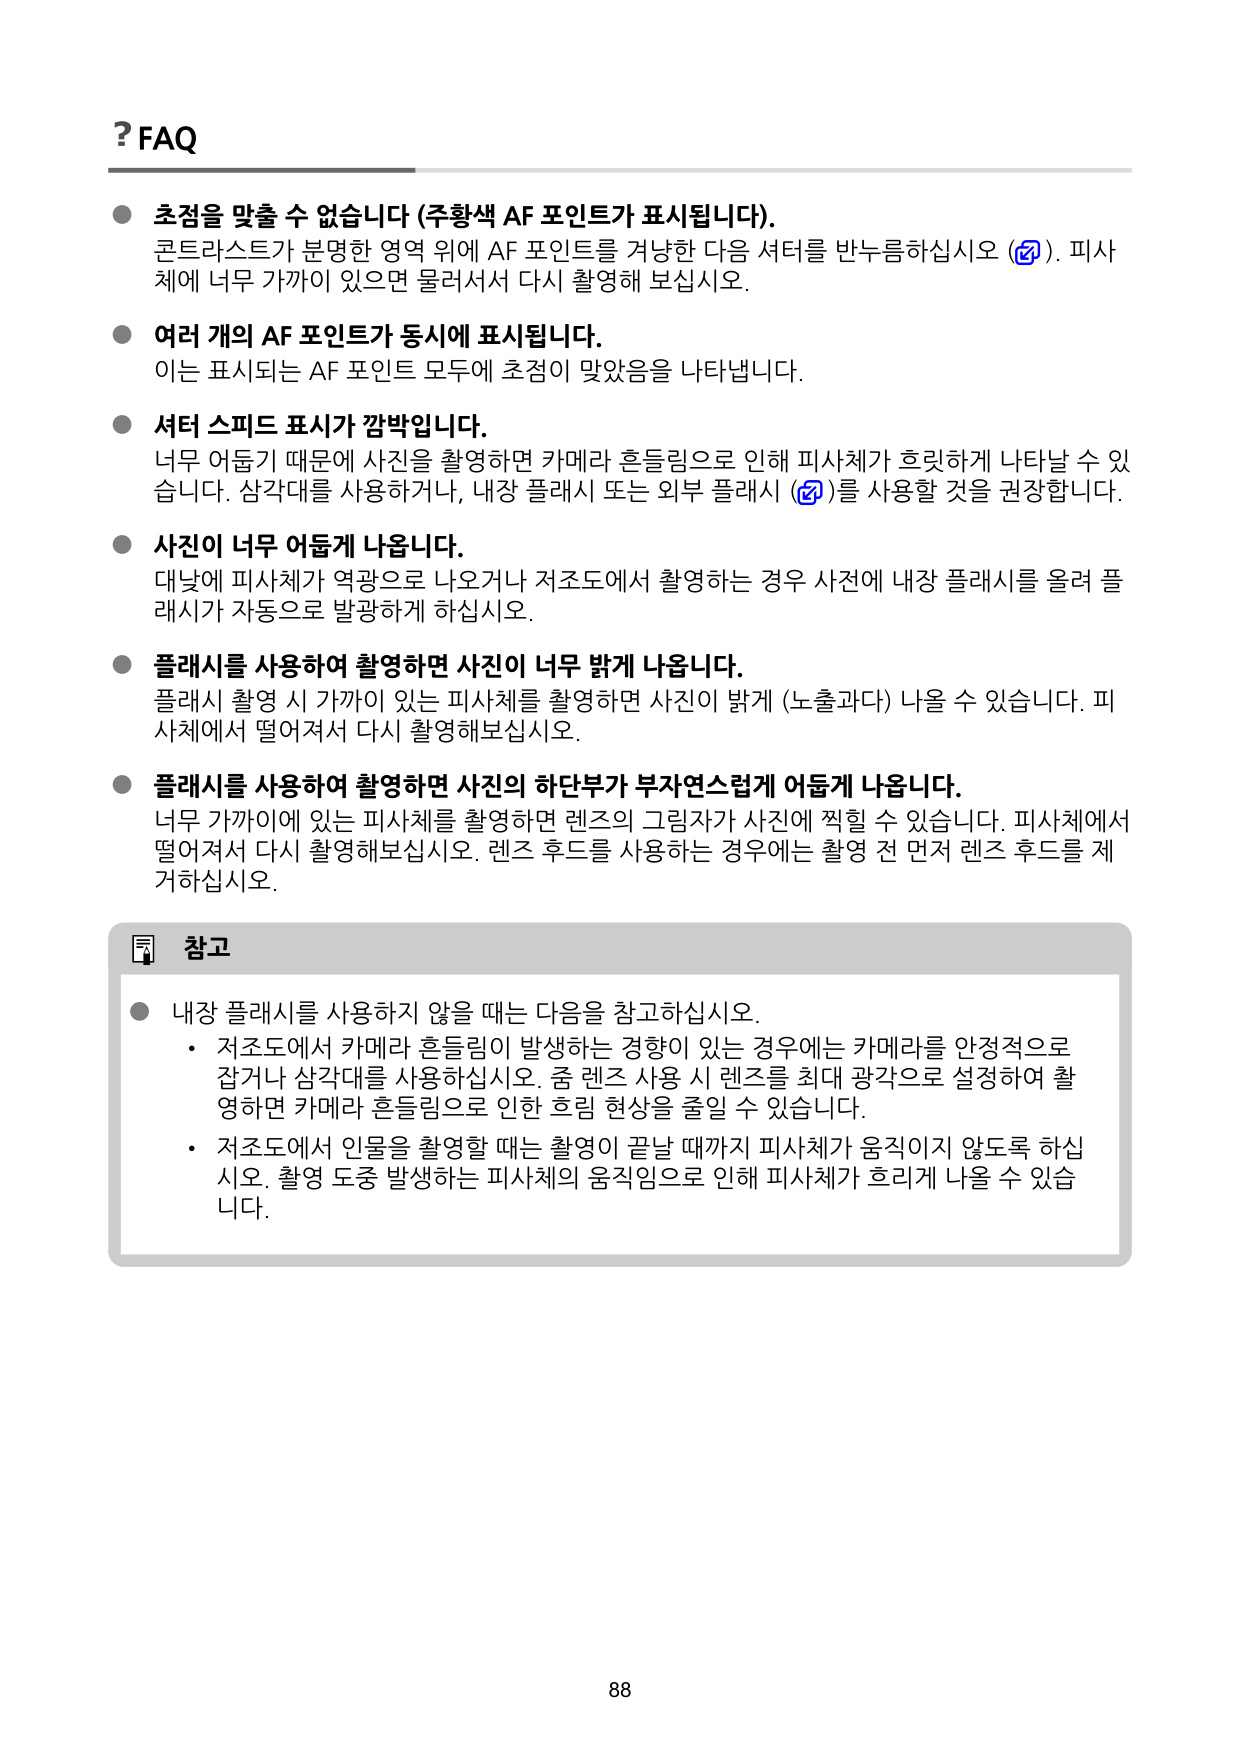 ? FAQ
● 초점을 맞출 수 없습니다 (주황색 AF 포인트가 표시됩니다).
콘트라스트가 분명한 영역 위에 AF 포인트를 겨냥한 다음 셔터를 반누름하십시오 ( ). 피사
체에 너무 가까이 있으면 물러서서 다시 촬영해 보십시오.
● 여러 개의 AF 포인트가 동시에 표시됩니다.
이는 표시되는 AF 포인트 모두에 초점이 맞았음을 나타냅니다.
● 셔터 스피드 표시가 깜박입니다.
너무 어둡기 때문에 사진을 촬영하면 카메라 흔들림으로 인해 피사체가 흐릿하게 나타날 수 있
습니다. 삼각대를 사용하거나, 내장 플래시 또는 외부 플래시 ( )를 사용할 것을 권장합니다.
● 사진이 너무 어둡게 나옵니다.
대낮에 피사체가 역광으로 나오거나 저조도에서 촬영하는 경우 사전에 내장 플래시를 올려 플
래시가 자동으로 발광하게 하십시오.
● 플래시를 사용하여 촬영하면 사진이 너무 밝게 나옵니다.
플래시 촬영 시 가까이 있는 피사체를 촬영하면 사진이 밝게 (노출과다) 나올 수 있습니다. 피
사체에서 떨어져서 다시 촬영해보십시오.
● 플래시를 사용하여 촬영하면 사진의 하단부가 부자연스럽게 어둡게 나옵니다.
너무 가까이에 있는 피사체를 촬영하면 렌즈의 그림자가 사진에 찍힐 수 있습니다. 피사체에서
떨어져서 다시 촬영해보십시오. 렌즈 후드를 사용하는 경우에는 촬영 전 먼저 렌즈 후드를 제
거하십시오.
참고
● 내장 플래시를 사용하지 않을 때는 다음을 참고하십시오.
• 저조도에서 카메라 흔들림이 발생하는 경향이 있는 경우에는 카메라를 안정적으로
잡거나 삼각대를 사용하십시오. 줌 렌즈 사용 시 렌즈를 최대 광각으로 설정하여 촬
영하면 카메라 흔들림으로 인한 흐림 현상을 줄일 수 있습니다.
• 저조도에서 인물을 촬영할 때는 촬영이 끝날 때까지 피사체가 움직이지 않도록 하십
시오. 촬영 도중 발생하는 피사체의 움직임으로 인해 피사체가 흐리게 나올 수 있습
니다.
88